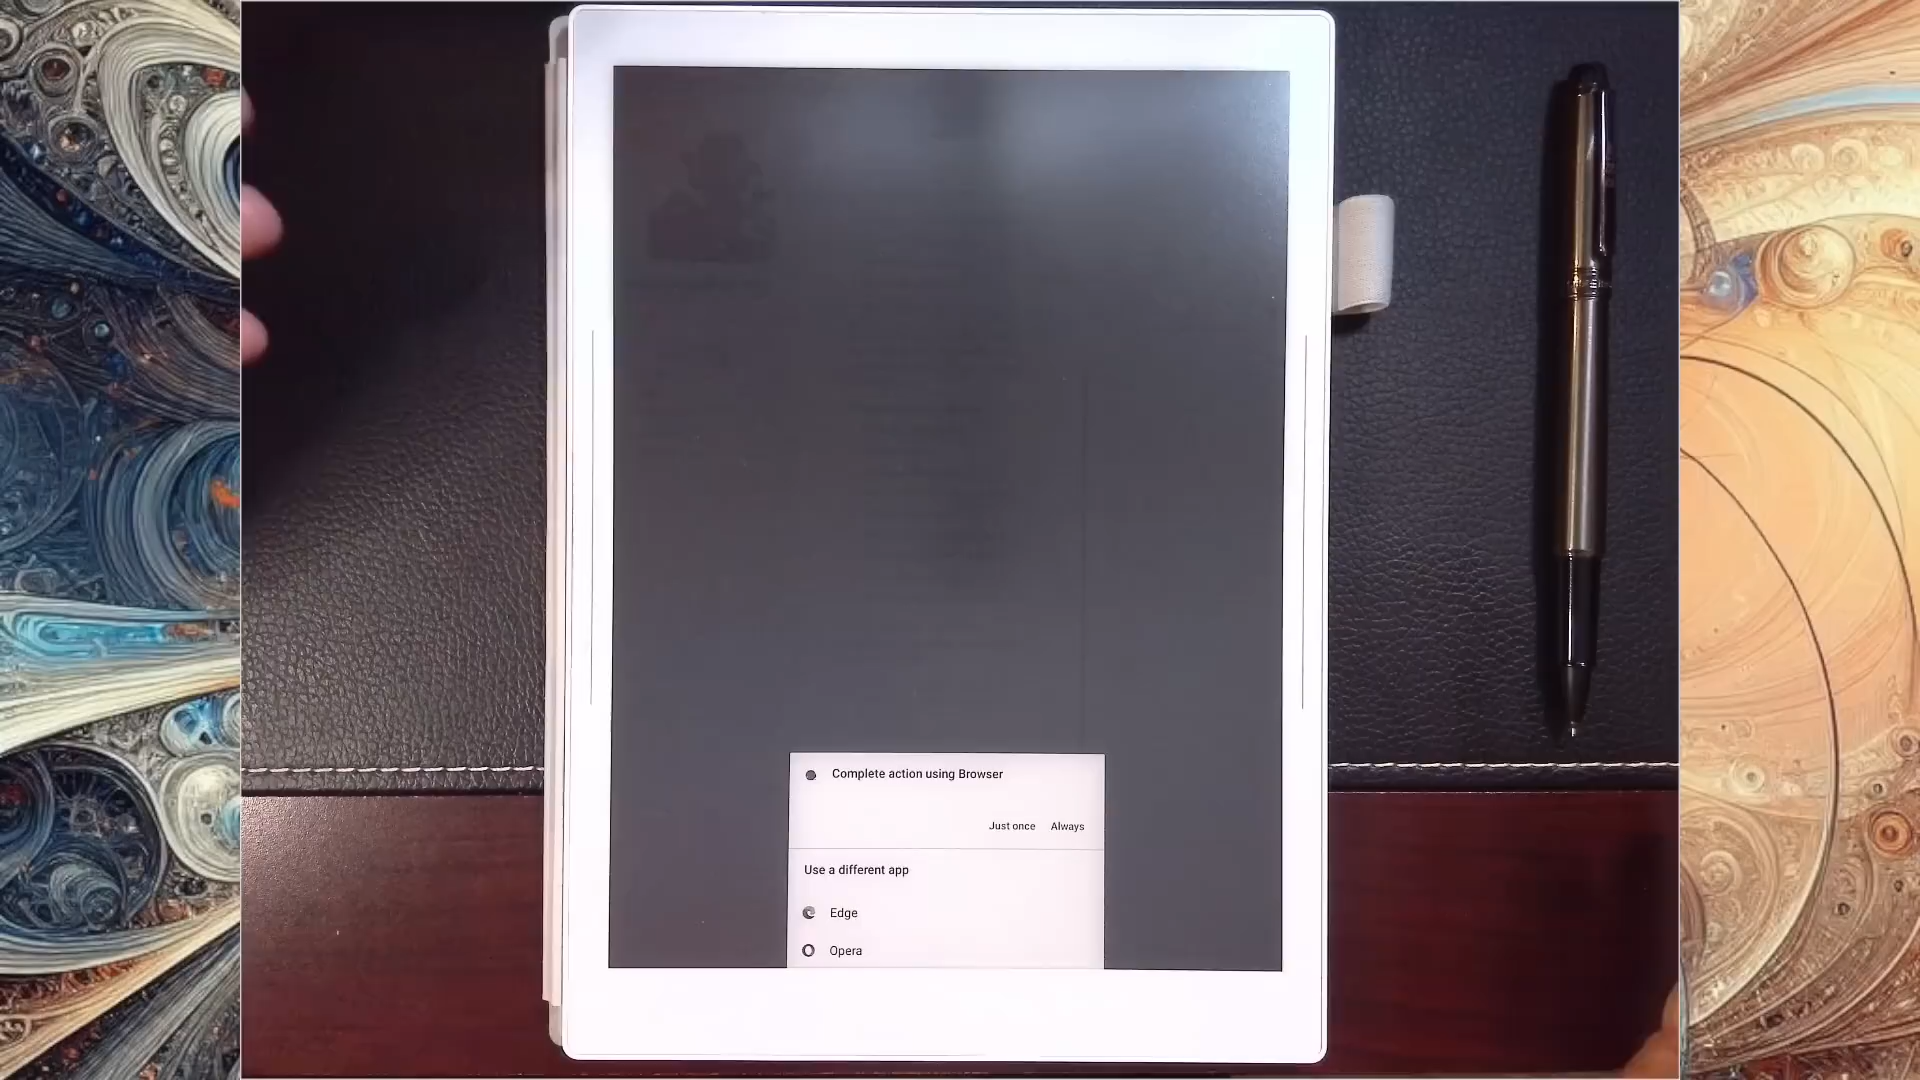 Complete action using Browser
Just once Always
Use a different app
Edge
Opera